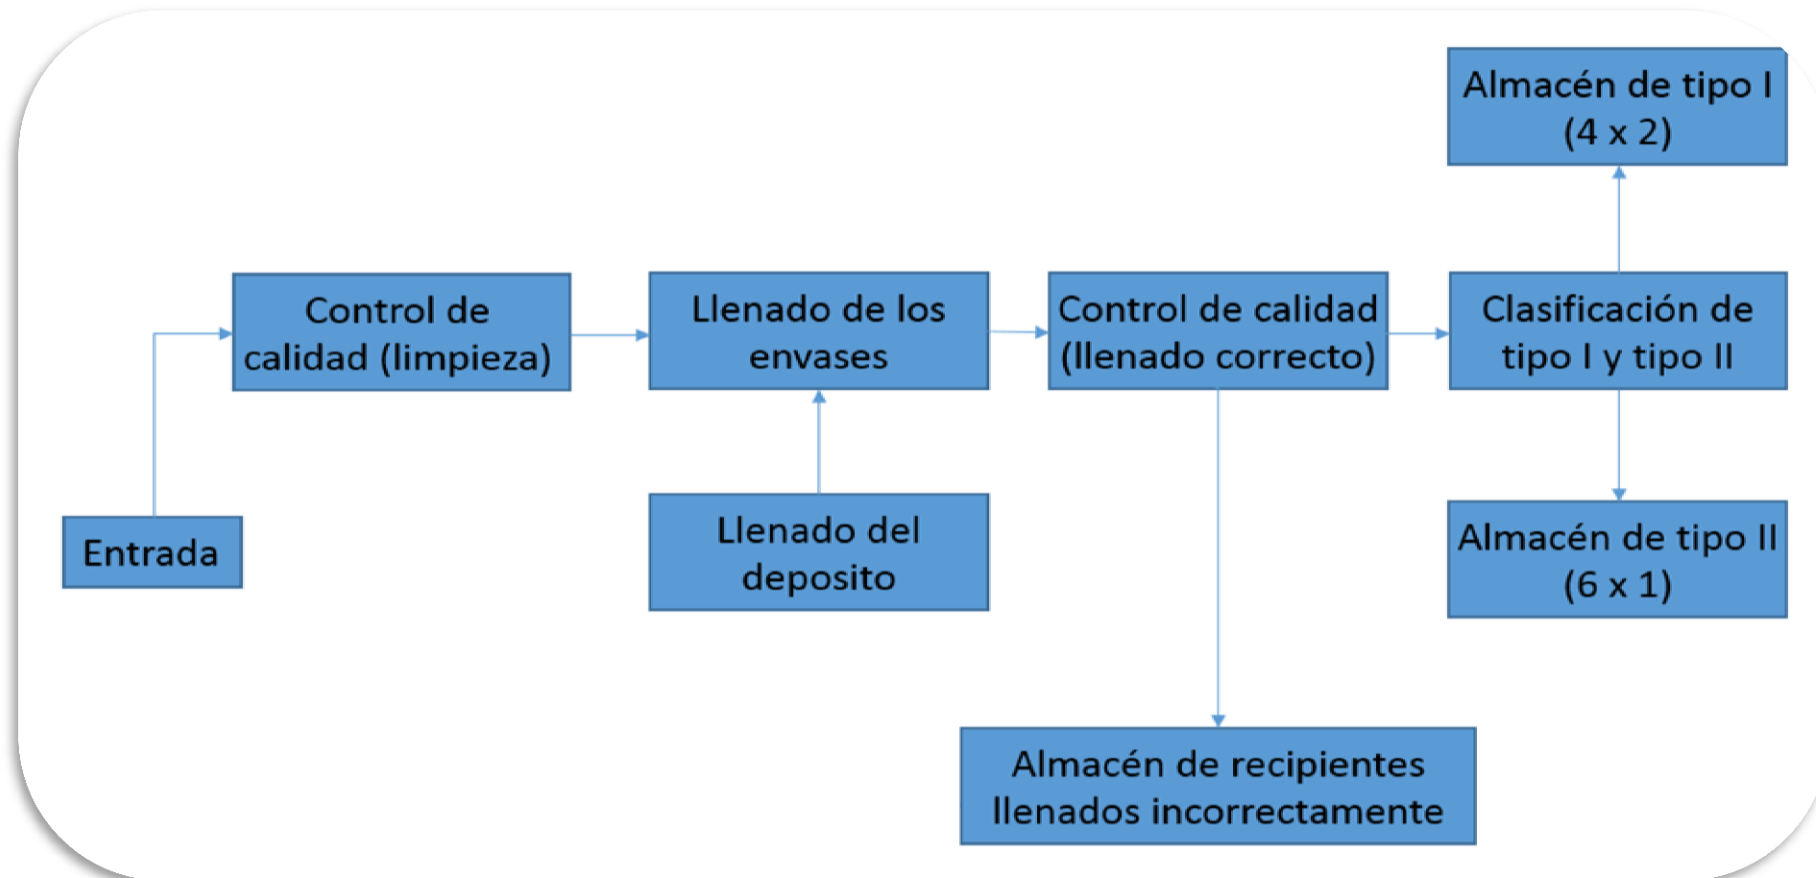 Almacén de tipo I
(4 x 2)
Control de
calidad (limpieza)
Llenado de los
envases
Control de calidad
(llenado correcto)
Clasificación de
tipo I y tipo II
Entrada
Llenado del
deposito
Almacén de tipo II
(6 x 1)
Almacén de recipientes
llenados incorrectamente